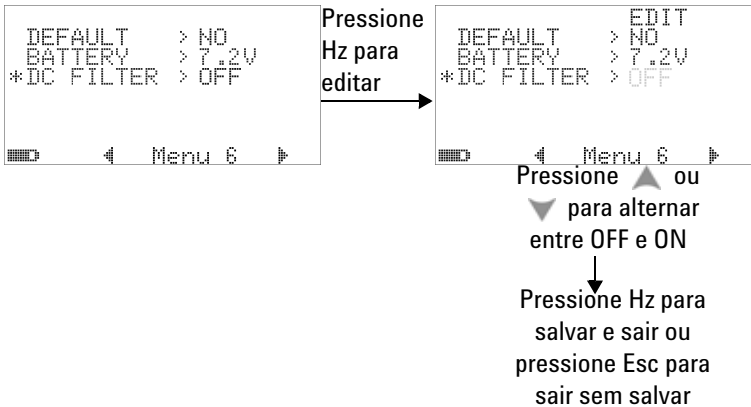 DEFAULT > NO
BATTERY > 7.2V
*DC FILTER > OFF
Menu 6
Pressione
Hz para
editar
EDIT
DEFAULT > NO
BATTERY > 7.2V
*DC FILTER > OFF
Menu 6
Pressione ou
para alternar
entre OFF e ON
Pressione Hz para
salvar e sair ou
pressione Esc para
sair sem salvar